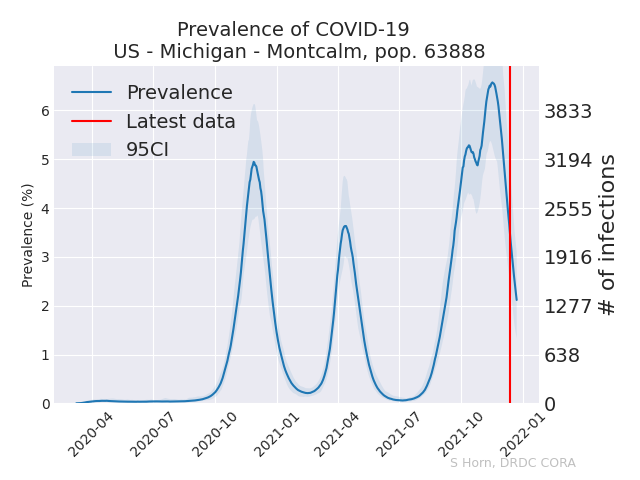 Prevalence of COVID-19
US - Michigan - Montcalm, pop. 63888
Prevalence
Latest data
95CI
Prevalence (%)
6
5
4
3
2
1
0
3833
3194
2555
1916
1277
638
0
# of infections
2020-04
2020-07
2020-10
2021-01
2021-04
2021-07
2021-10
2022-01
S Horn, DRDC CORA